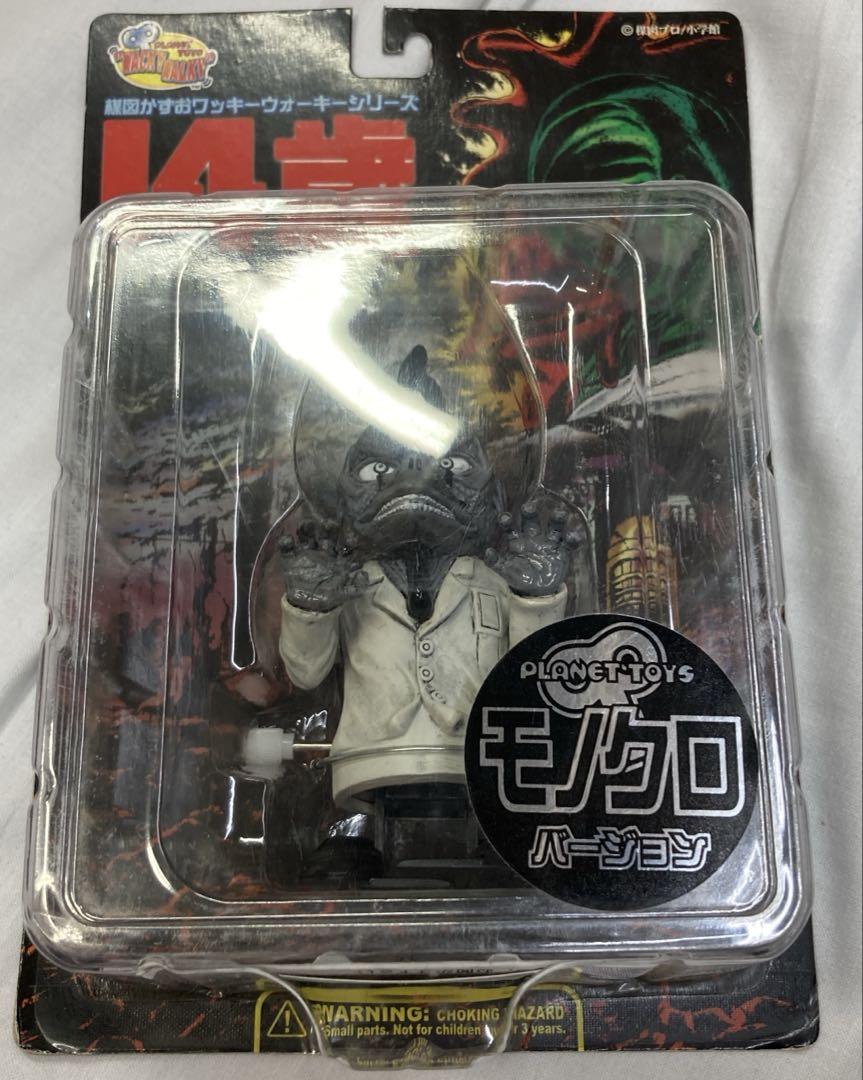 PLANET TOYS
"WACKY WALKY"
©楳図プロ/小学館
楳図かずおワッキーウォーキーシリーズ
14歳
PLANET TOYS
モノクロ
バージョン
WARNING: CHOKING HAZARD
Small parts. Not for children under 3 years.